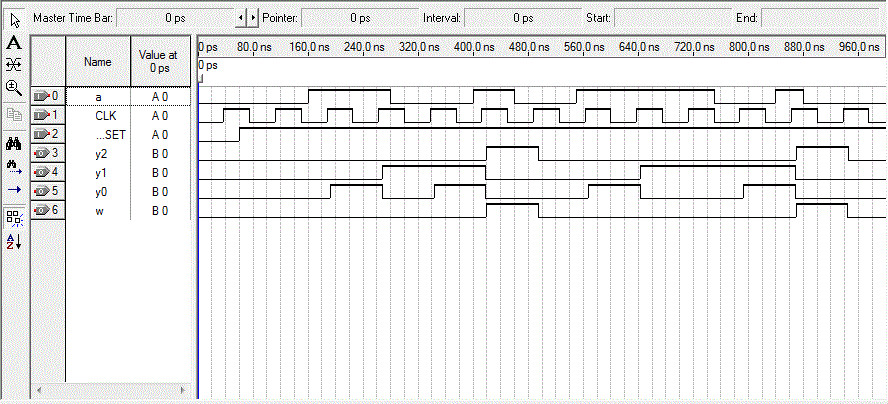 Master Time Bar: 0 ps Pointer: 0 ps Interval: 0 ps Start: End:
A
Name
Value at
0 ps
0 ps 80.0 ns 160.0 ns 240.0 ns 320.0 ns 400.0 ns 480.0 ns 560.0 ns 640.0 ns 720.0 ns 800.0 ns 880.0 ns 960.0 ns
0 ps
0 a A 0
1 CLK A 0
2 ...SET A 0
3 y2 B 0
4 y1 B 0
5 y0 B 0
6 w B 0
A
Z